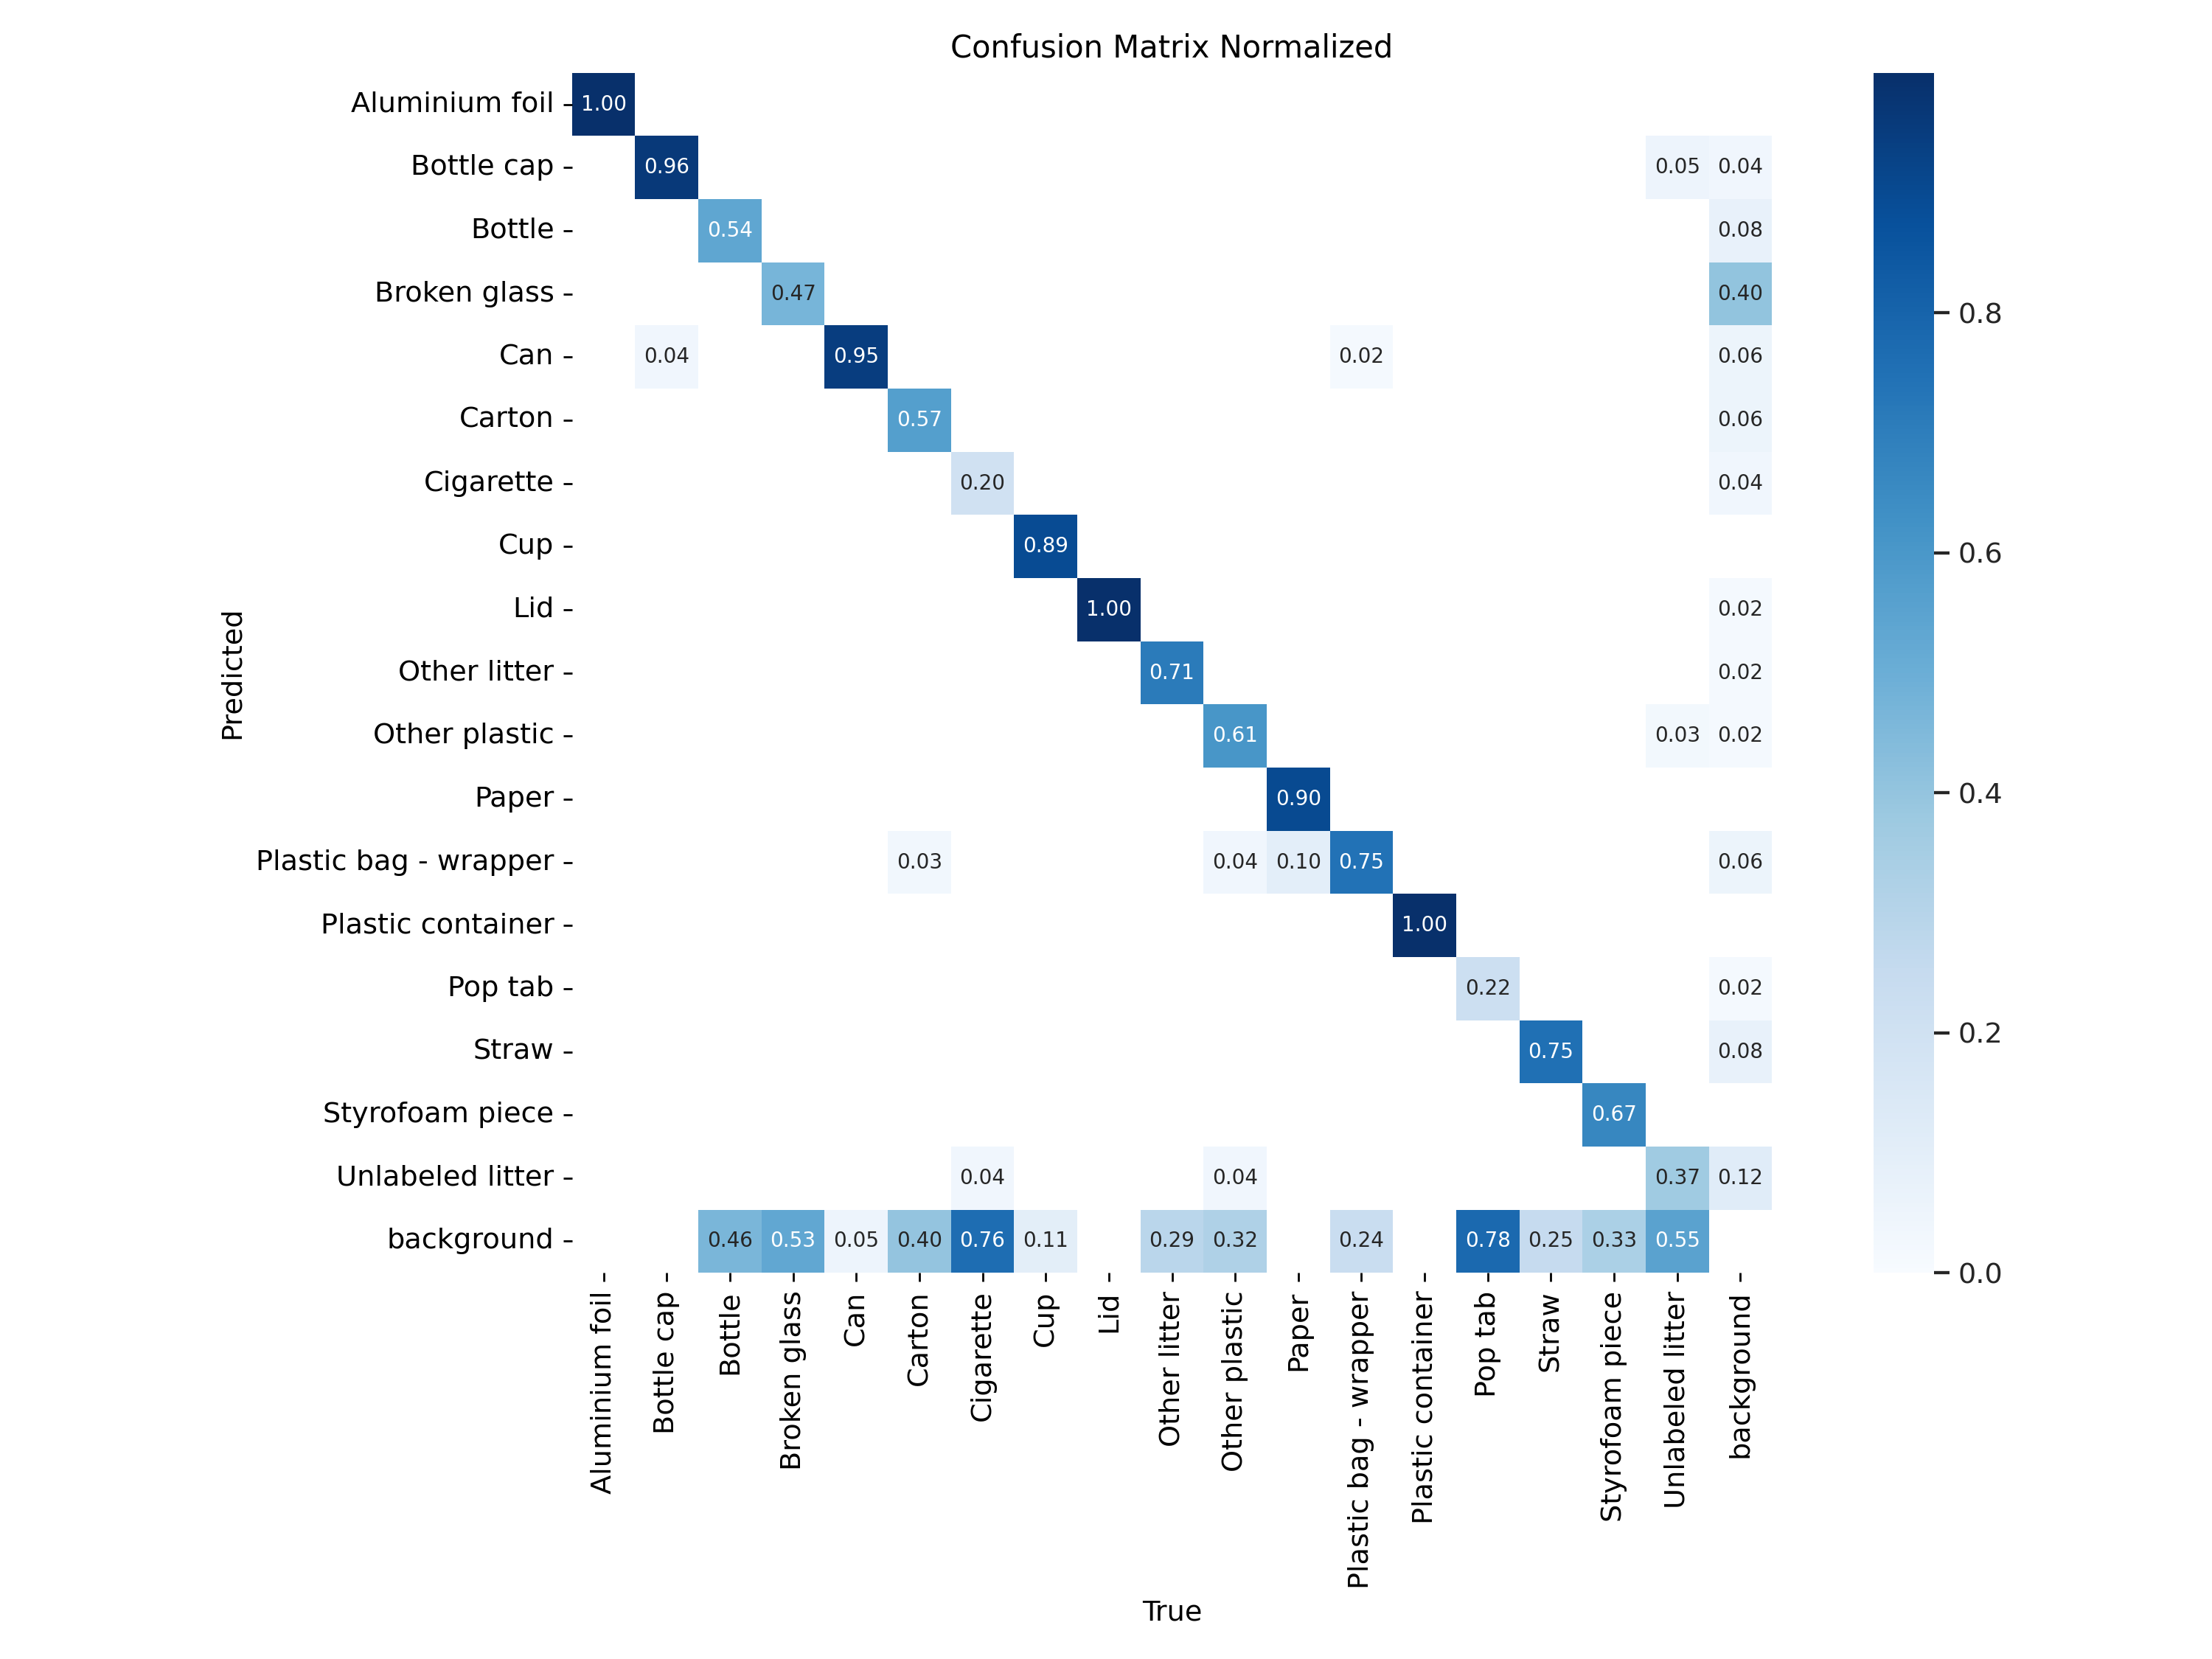 Confusion Matrix Normalized
Aluminium foil 1.00
Bottle cap 0.96 0.05 0.04
Bottle 0.54 0.08
Broken glass 0.47 0.40
Can 0.04 0.95 0.02 0.06
Carton 0.57 0.06
Cigarette 0.20 0.04
Cup 0.89
Lid 1.00 0.02
Other litter 0.71 0.02
Other plastic 0.61 0.03 0.02
Paper 0.90
Plastic bag - wrapper 0.03 0.04 0.10 0.75 0.06
Plastic container 1.00
Pop tab 0.22 0.02
Straw 0.75 0.08
Styrofoam piece 0.67
Unlabeled litter 0.04 0.04 0.37 0.12
background 0.46 0.53 0.05 0.40 0.76 0.11 0.29 0.32 0.24 0.78 0.25 0.33 0.55
Predicted
Aluminium foil
Bottle cap
Bottle
Broken glass
Can
Carton
Cigarette
Cup
Lid
Other litter
Other plastic
Paper
Plastic bag - wrapper
Plastic container
Pop tab
Straw
Styrofoam piece
Unlabeled litter
background
True
0.8
0.6
0.4
0.2
0.0